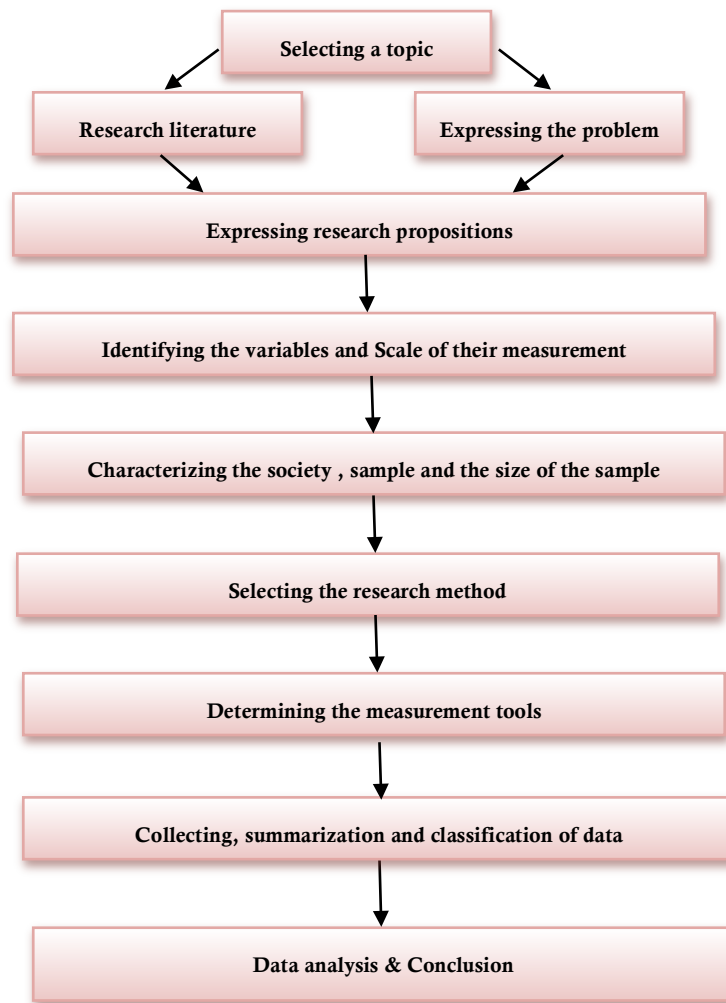 Selecting a topic
Research literature
Expressing the problem
Expressing research propositions
Identifying the variables and Scale of their measurement
Characterizing the society , sample and the size of the sample
Selecting the research method
Determining the measurement tools
Collecting, summarization and classification of data
Data analysis & Conclusion